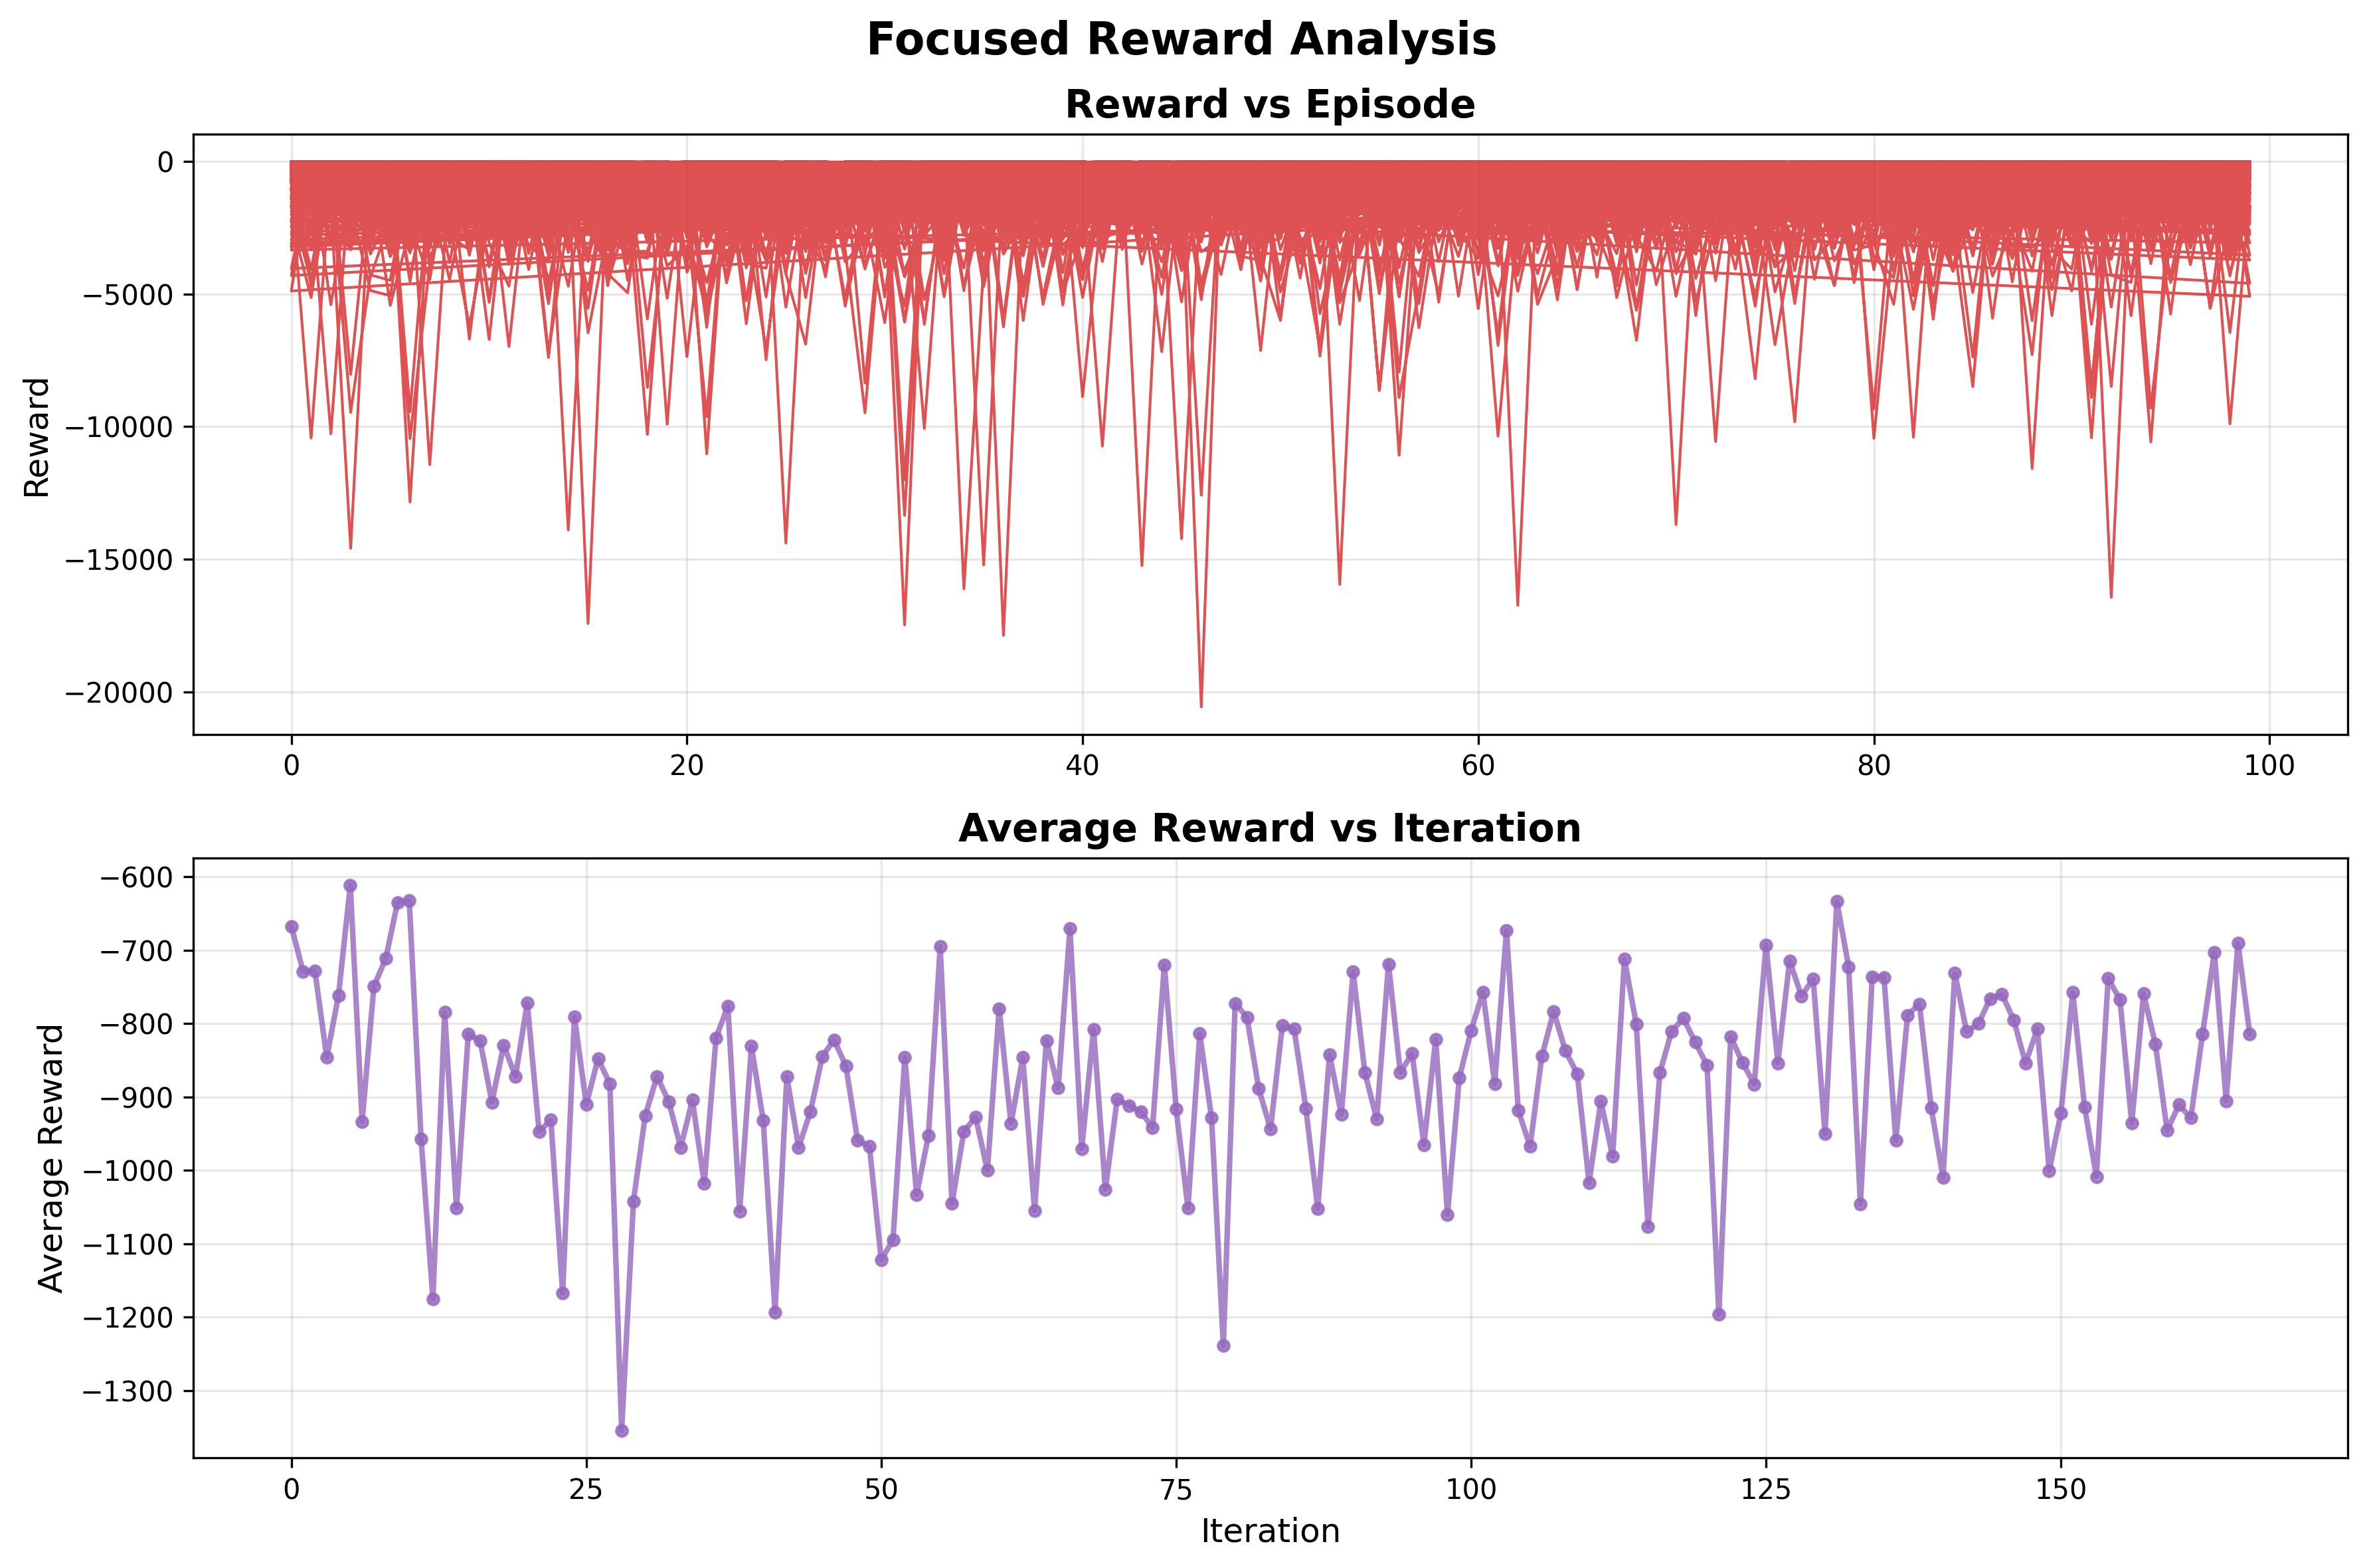 Focused Reward Analysis
Reward vs Episode
Reward
0
−5000
−10000
−15000
−20000
0 20 40 60 80 100
Average Reward vs Iteration
Average Reward
−600
−700
−800
−900
−1000
−1100
−1200
−1300
0 25 50 75 100 125 150
Iteration